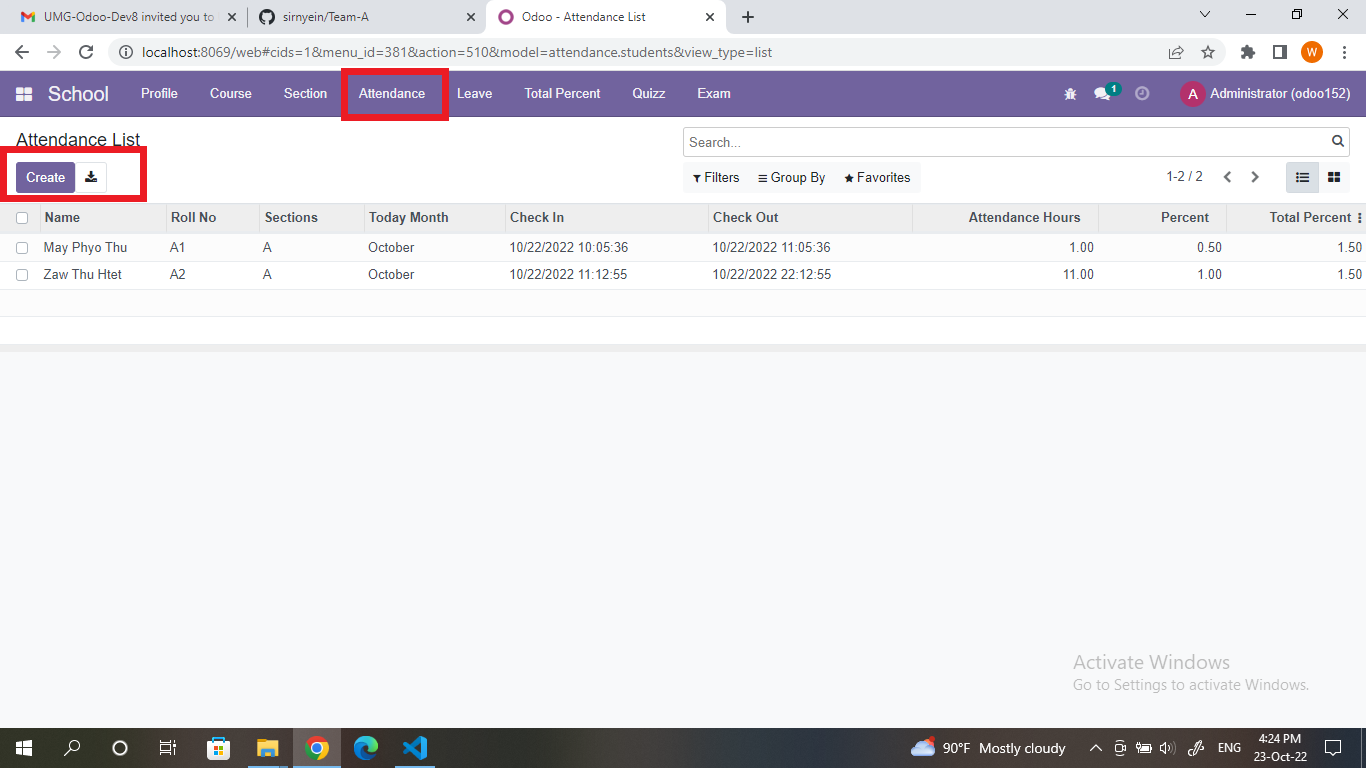 UMG-Odoo-Dev8 invited you to
sirnyein/Team-A
Odoo - Attendance List
localhost:8069/web#cids=1&menu_id=381&action=510&model=attendance.students&view_type=list
W
School Profile Course Section Attendance Leave Total Percent Quizz Exam 1 A Administrator (odoo152)
Attendance List
Search...
Create
Filters Group By Favorites 1-2 / 2
Name Roll No Sections Today Month Check In Check Out Attendance Hours Percent Total Percent
May Phyo Thu A1 A October 10/22/2022 10:05:36 10/22/2022 11:05:36 1.00 0.50 1.50
Zaw Thu Htet A2 A October 10/22/2022 11:12:55 10/22/2022 22:12:55 11.00 1.00 1.50
Activate Windows
Go to Settings to activate Windows.
90°F Mostly cloudy ENG
4:24 PM
23-Oct-22